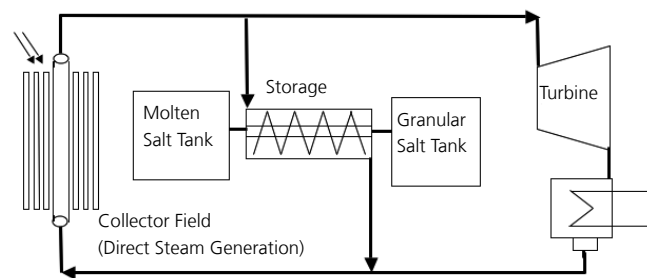 Storage
Molten
Salt Tank
Granular
Salt Tank
Turbine
Collector Field
(Direct Steam Generation)